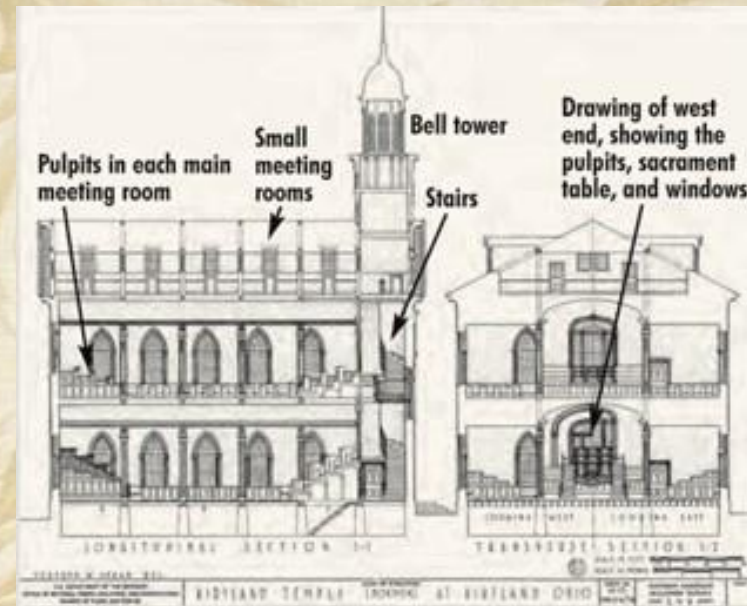 Pulpits in each main
meeting room
Small
meeting
rooms
Bell tower
Stairs
Drawing of west
end, showing the
pulpits, sacrament
table, and windows
LOOKING WEST LOOKING EAST
LONGITUDINAL SECTION
TRANSVERSE SECTION
TEMPLE
AT KIRTLAND OHIO